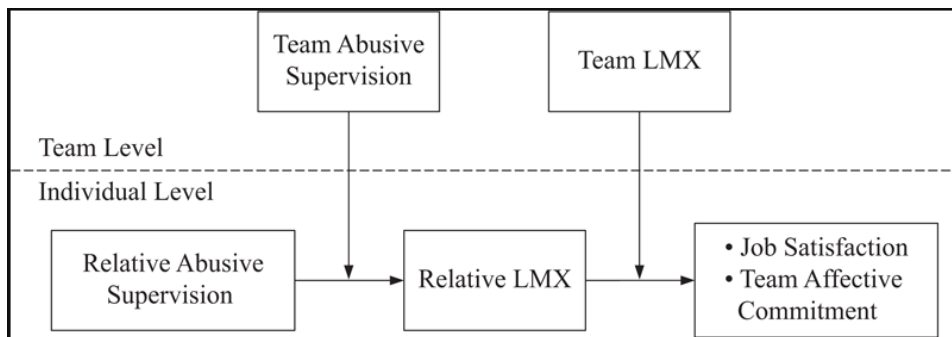 Team Abusive
Supervision
Team LMX
Team Level
Individual Level
Relative Abusive
Supervision
Relative LMX
• Job Satisfaction
• Team Affective
Commitment